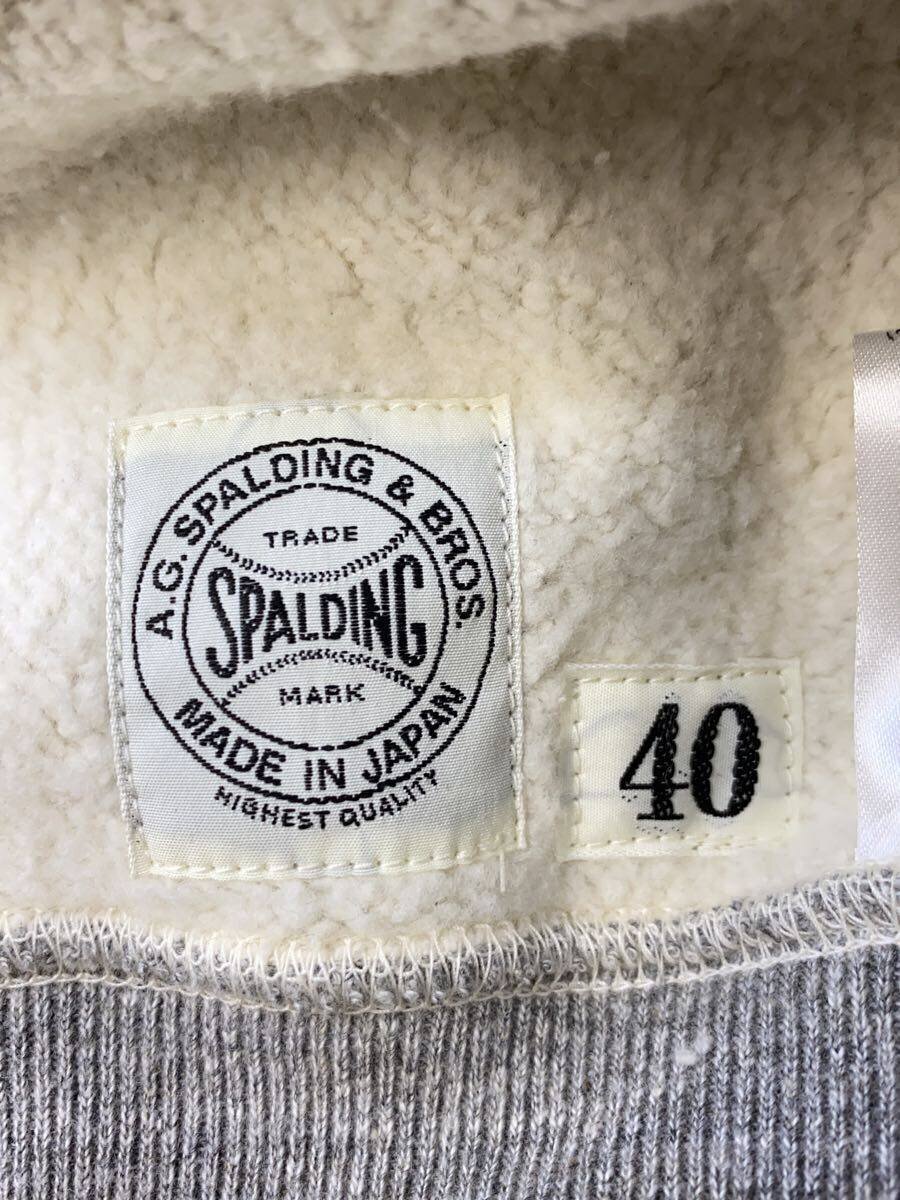 A.G. SPALDING & BROS.
TRADE
SPALDING
MARK
MADE IN JAPAN
HIGHEST QUALITY
40